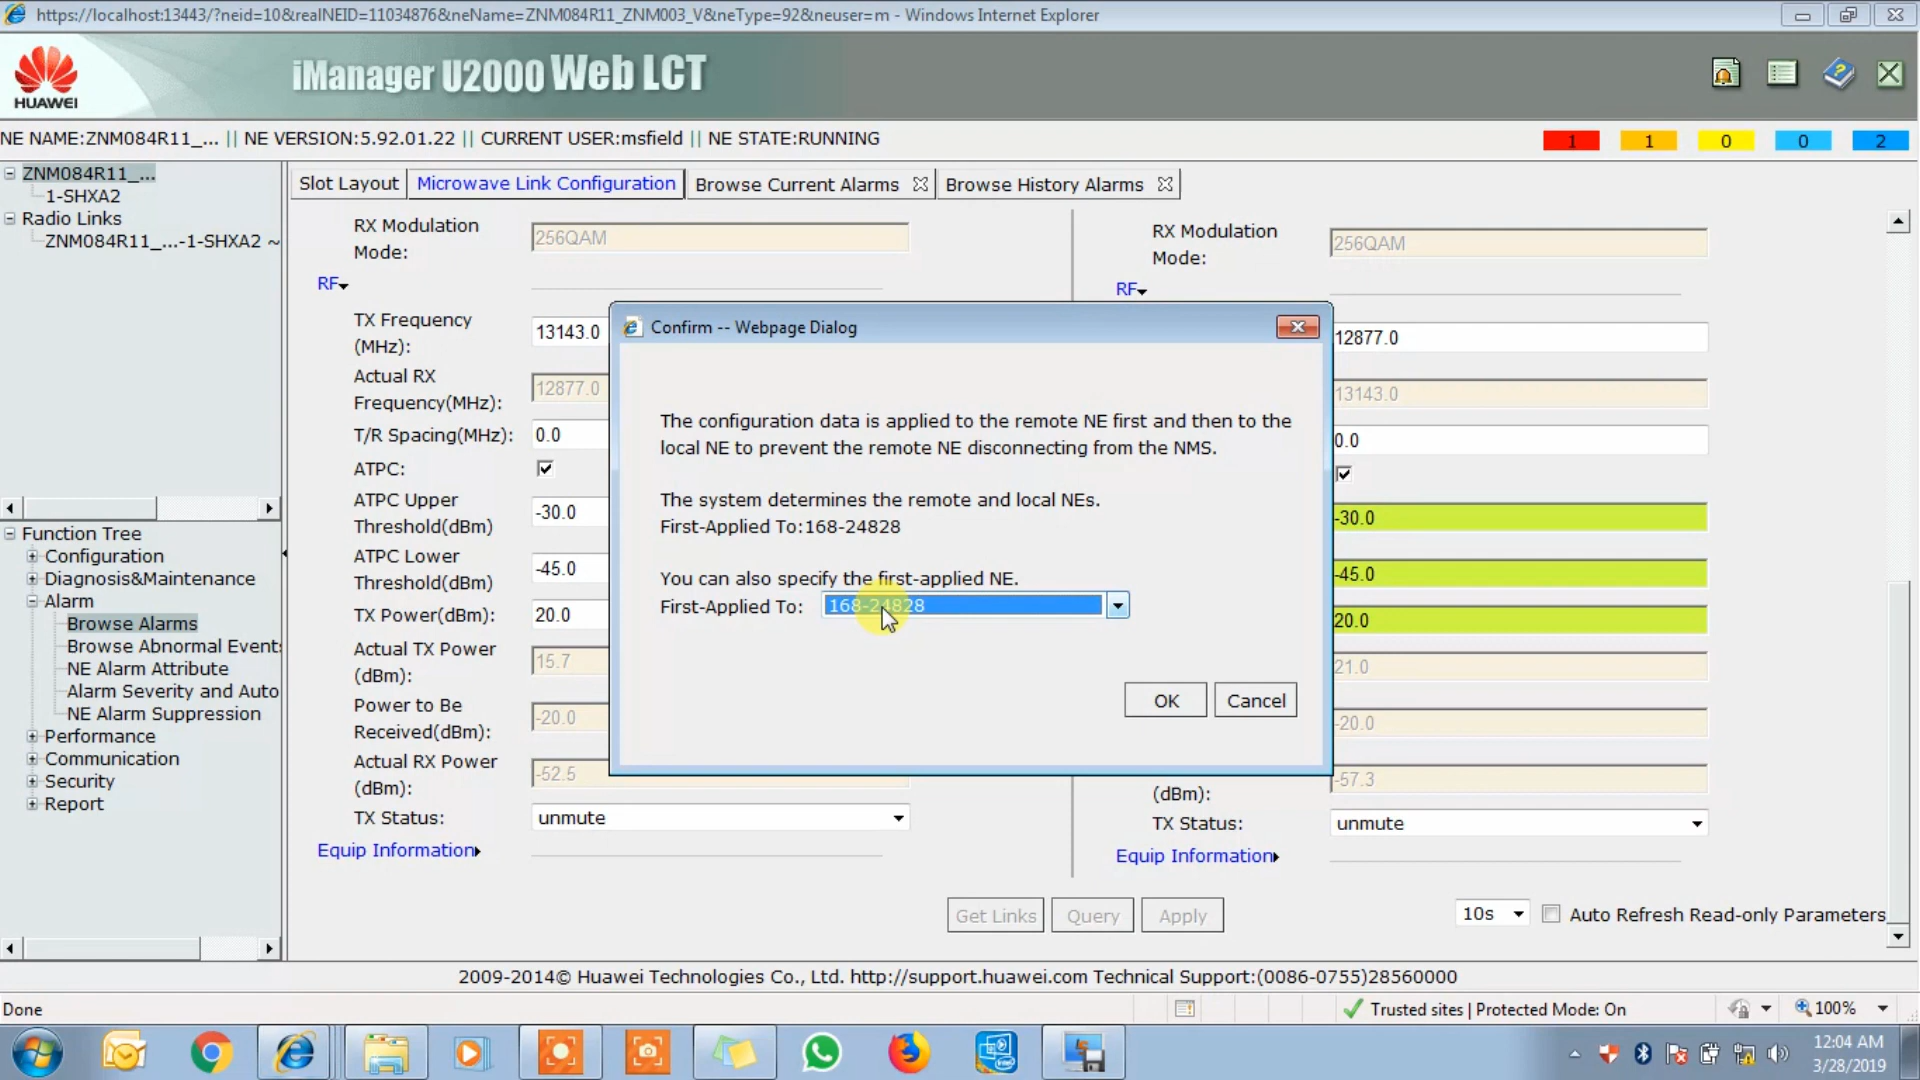 https://localhost:13443/?neid=10&realNEID=11034876&neName=ZNM084R11_ZNM003_V&neType=92&neuser=m - Windows Internet Explorer
HUAWEI
iManager U2000 Web LCT
NE NAME:ZNM084R11_... || NE VERSION:5.92.01.22 || CURRENT USER:msfield || NE STATE:RUNNING
1 1 0 0 2
ZNM084R11_...
1-SHXA2
Radio Links
ZNM084R11_...-1-SHXA2 ~
Function Tree
Configuration
Diagnosis&Maintenance
Alarm
Browse Alarms
Browse Abnormal Event
NE Alarm Attribute
Alarm Severity and Auto
NE Alarm Suppression
Performance
Communication
Security
Report
Slot Layout
Microwave Link Configuration
Browse Current Alarms
Browse History Alarms
RX Modulation
Mode:
256QAM
RF
TX Frequency
(MHz):
13143.0
Actual RX
Frequency(MHz):
12877.0
T/R Spacing(MHz):
0.0
ATPC:
ATPC Upper
Threshold(dBm)
-30.0
ATPC Lower
Threshold(dBm)
-45.0
TX Power(dBm):
20.0
Actual TX Power
(dBm):
15.7
Power to Be
Received(dBm):
-20.0
Actual RX Power
(dBm):
-52.5
TX Status:
unmute
Equip Information
Confirm -- Webpage Dialog
The configuration data is applied to the remote NE first and then to the
local NE to prevent the remote NE disconnecting from the NMS.
The system determines the remote and local NEs.
First-Applied To:168-24828
You can also specify the first-applied NE.
First-Applied To:
168-24828
OK
Cancel
RX Modulation
Mode:
256QAM
RF
12877.0
13143.0
0.0
-30.0
-45.0
20.0
21.0
-20.0
-57.3
(dBm):
TX Status:
unmute
Equip Information
Get Links
Query
Apply
10s
Auto Refresh Read-only Parameters
2009-2014© Huawei Technologies Co., Ltd. http://support.huawei.com Technical Support:(0086-0755)28560000
Done
Trusted sites | Protected Mode: On
100%
12:04 AM
3/28/2019